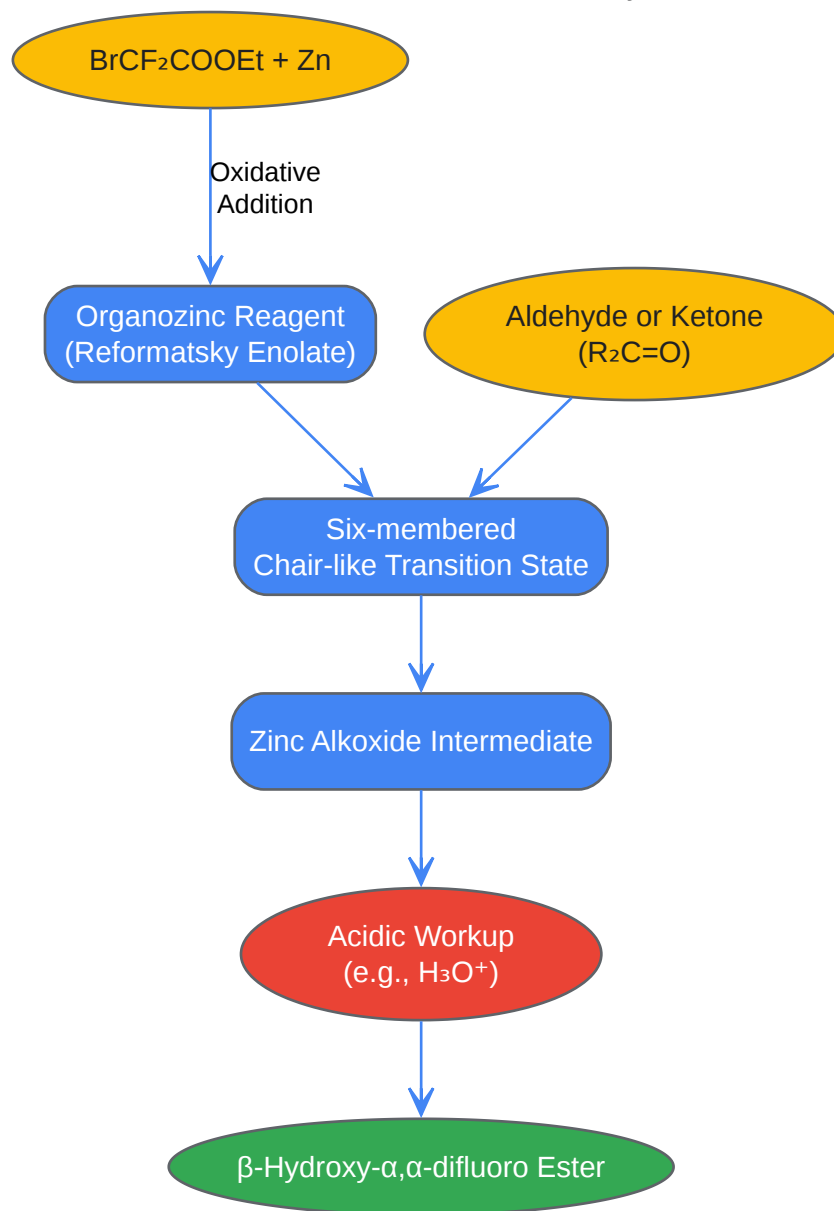 BrCF₂COOEt + Zn
Oxidative
Addition
Organozinc Reagent
(Reformatsky Enolate)
Aldehyde or Ketone
(R₂C=O)
Six-membered
Chair-like Transition State
Zinc Alkoxide Intermediate
Acidic Workup
(e.g., H₃O⁺)
β-Hydroxy-α,α-difluoro Ester